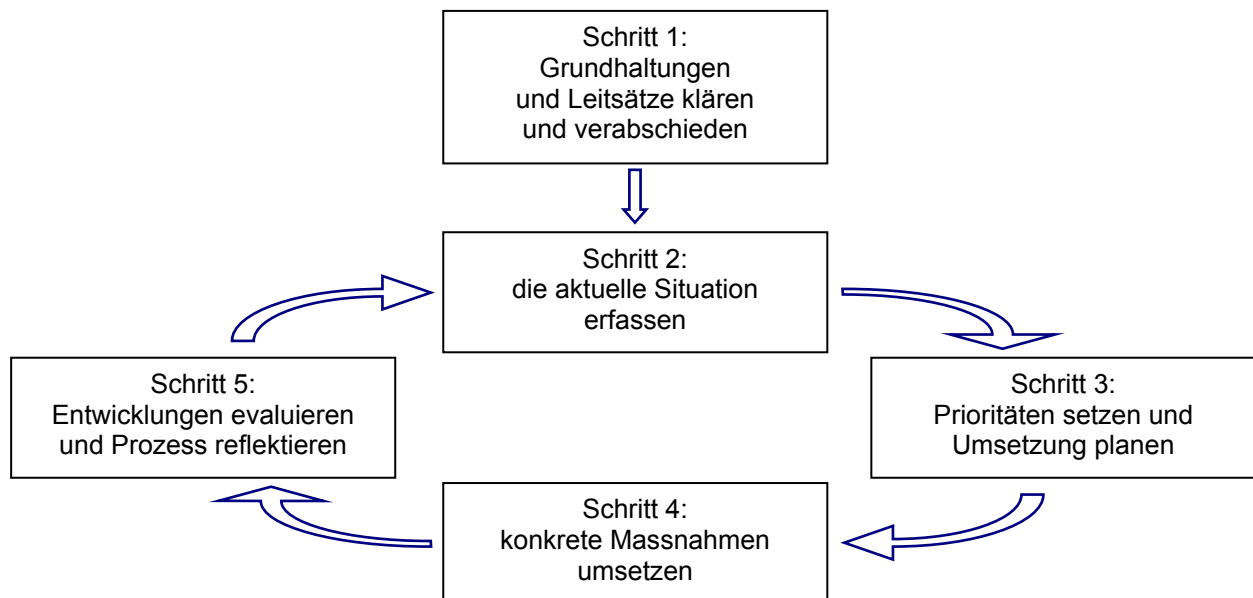 Schritt 1:
Grundhaltungen
und Leitsätze klären
und verabschieden
Schritt 2:
die aktuelle Situation
erfassen
Schritt 3:
Prioritäten setzen und
Umsetzung planen
Schritt 4:
konkrete Massnahmen
umsetzen
Schritt 5:
Entwicklungen evaluieren
und Prozess reflektieren